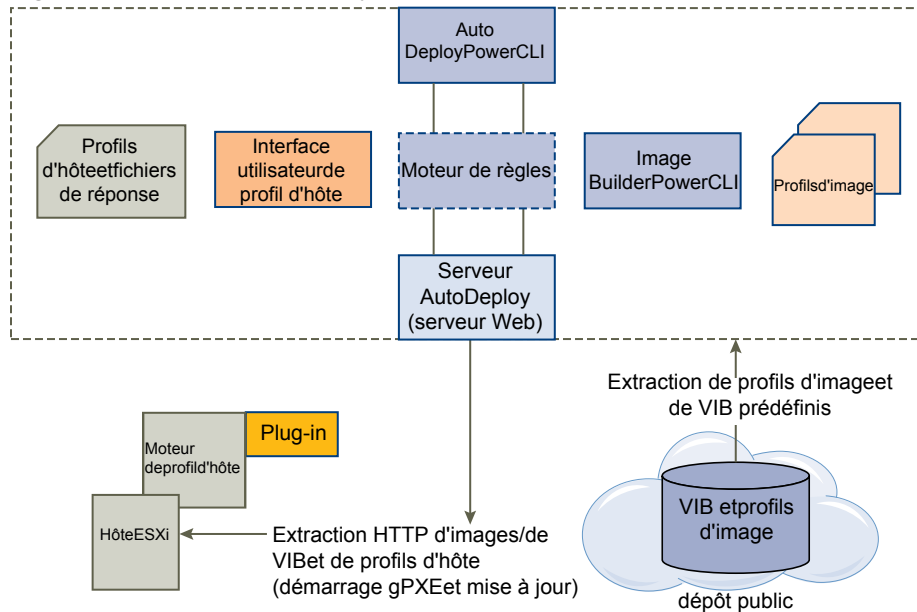 Auto
DeployPowerCLI
Profils
d'hôteetfichiers
de réponse
Interface
utilisateurde
profil d'hôte
Moteur de règles
Image
BuilderPowerCLI
Profilsd'image
Serveur
AutoDeploy
(serveur Web)
Extraction de profils d'imageet
de VIB prédéfinis
Plug-in
Moteur
deprofild'hôte
HôteESXi
Extraction HTTP d'images/de
VIBet de profils d'hôte
(démarrage gPXEet mise à jour)
VIB etprofils
d'image
dépôt public